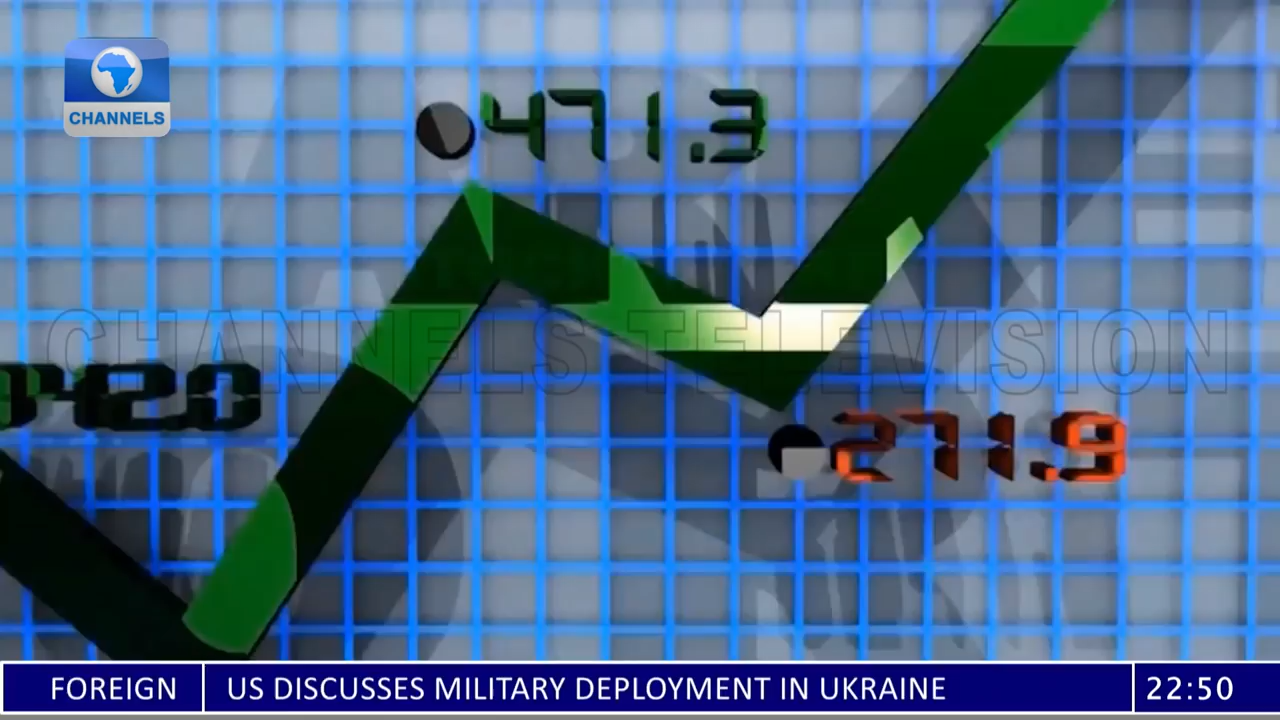 CHANNELS
471.3
CHANNELS TELEVISION
271.9
FOREIGN
US DISCUSSES MILITARY DEPLOYMENT IN UKRAINE
22:50